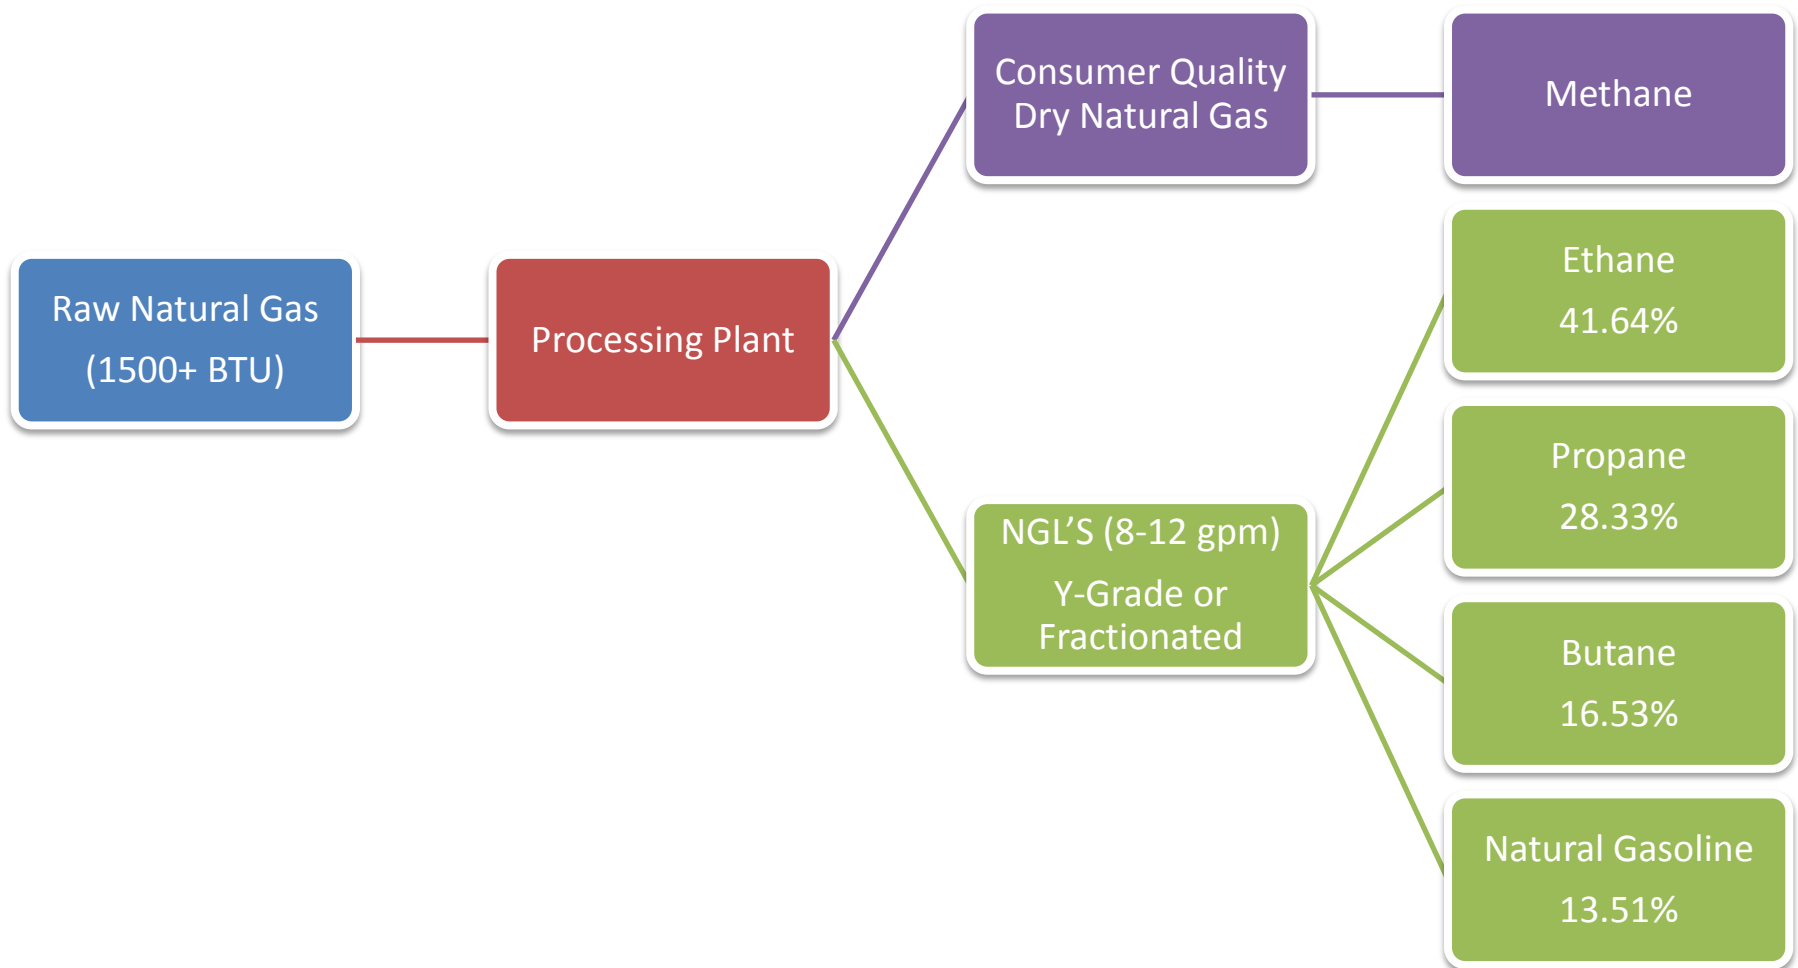 Raw Natural Gas
(1500+ BTU)
Processing Plant
Consumer Quality
Dry Natural Gas
Methane
NGL’S (8-12 gpm)
Y-Grade or
Fractionated
Ethane
41.64%
Propane
28.33%
Butane
16.53%
Natural Gasoline
13.51%